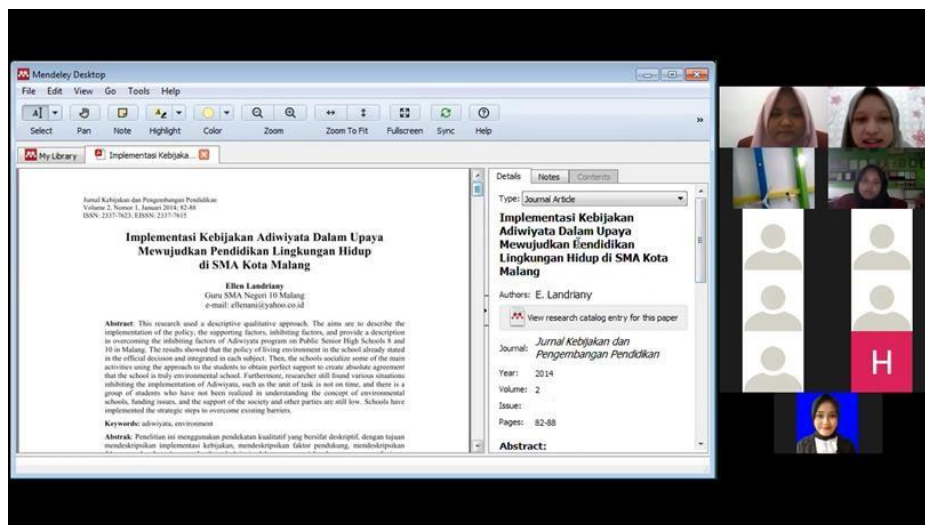 Mendeley Desktop
File Edit View Go Tools Help
Select Pan Note Highlight Color Zoom Zoom To Fit Fullscreen Sync Help
My Library Implementasi Kebijaka...
Jurnal Kebijakan dan Pengembangan Pendidikan
Volume 2, Nomor 1, Januari 2014; 82-88
ISSN: 2337-7623; EISSN: 2337-7615
Implementasi Kebijakan Adiwiyata Dalam Upaya
Mewujudkan Pendidikan Lingkungan Hidup
di SMA Kota Malang
Ellen Landriany
Guru SMA Negeri 10 Malang
e-mail: ellenani@yahoo.co.id
Abstract: This research used a descriptive qualitative approach. The aims are to describe the
implementation of the policy, the supporting factors, inhibiting factors, and provide a description
in overcoming the inhibiting factors of Adiwiyata program on Public Senior High Schools 8 and
10 in Malang. The results showed that the policy of living environment in the school already stated
in the official decision and integrated in each subject. Then, the schools socialize some of the main
activities using the approach to the students to obtain perfect support to create absolute agreement
that the school is truly environmental school. Furthermore, researcher still found various situations
inhibiting the implementation of Adiwiyata, such as the unit of task is not on time, and there is a
group of students who have not been realized in understanding the concept of environmental
schools, funding issues, and the support of the society and other parties are still low. Schools have
implemented the strategic steps to overcome existing barriers.
Keywords: adiwiyata, environment
Abstrak: Penelitian ini menggunakan pendekatan kualitatif yang bersifat deskriptif, dengan tujuan
mendeskripsikan implementasi kebijakan, mendeskripsikan faktor pendukung, mendeskripsikan
Details Notes Contents
Type: Journal Article
Implementasi Kebijakan
Adiwiyata Dalam Upaya
Mewujudkan Pendidikan
Lingkungan Hidup di SMA Kota
Malang
Authors: E. Landriany
View research catalog entry for this paper
Journal: Jurnal Kebijakan dan
Pengembangan Pendidikan
Year: 2014
Volume: 2
Issue:
Pages: 82-88
Abstract:
H